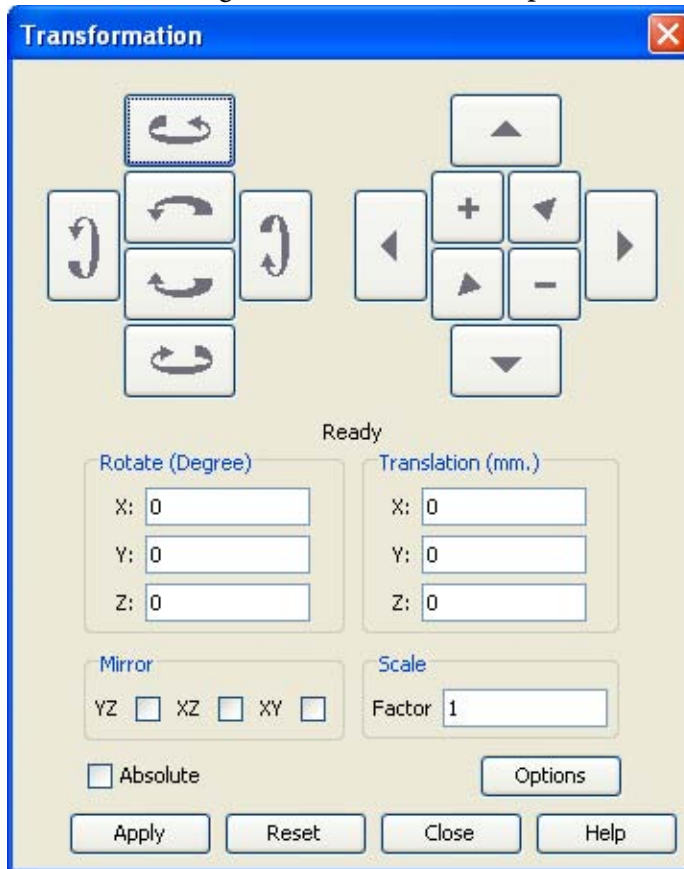 Transformation
Ready
Rotate (Degree)
Translation (mm.)
X: 0
X: 0
Y: 0
Y: 0
Z: 0
Z: 0
Mirror
Scale
YZ XZ XY
Factor 1
Absolute
Options
Apply Reset Close Help